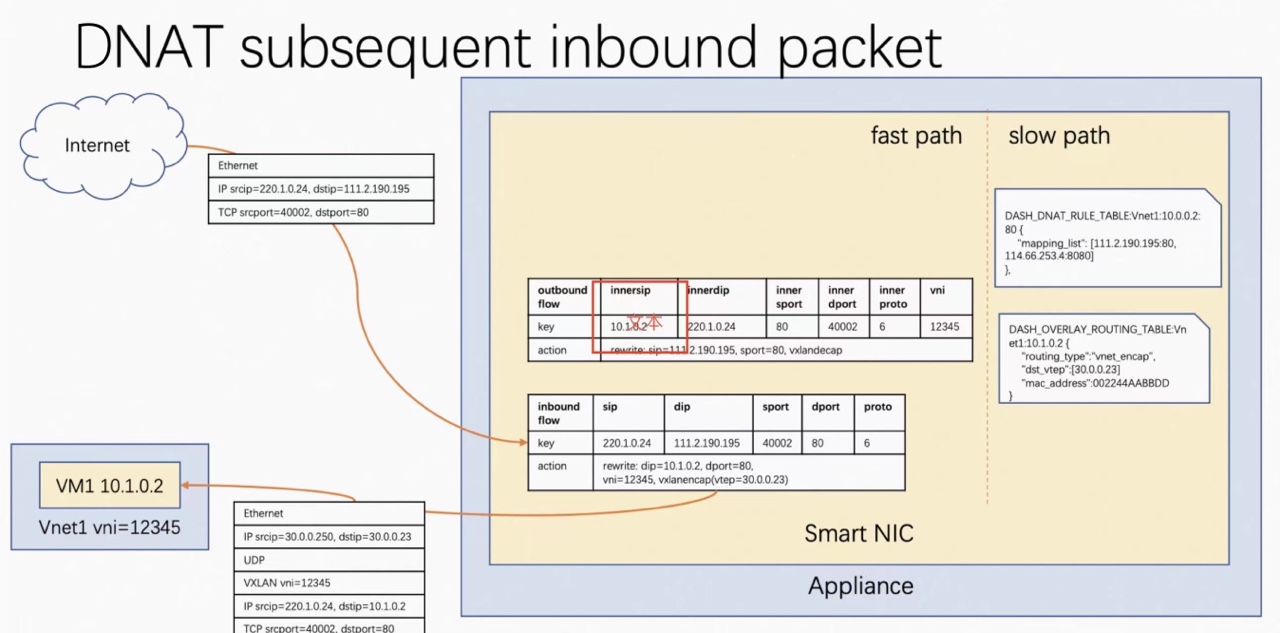 DNAT subsequent inbound packet
Internet
Ethernet
IP srcip=220.1.0.24, dstip=111.2.190.195
TCP srcport=40002, dstport=80
fast path
slow path
DASH_DNAT_RULE_TABLE:Vnet1:10.0.0.2:
80 {
"mapping_list": [111.2.190.195:80,
114.66.253.4:8080]
},
DASH_OVERLAY_ROUTING_TABLE:Vn
et1:10.1.0.2 {
"routing_type":"vnet_encap",
"dst_vtep":[30.0.0.23]
"mac_address":002244AABBDD
}
outbound flow innersip innerdip inner sport inner dport inner proto vni
key 10.1.0.2 220.1.0.24 80 40002 6 12345
文本
action rewrite: sip=111.2.190.195, sport=80, vxlandecap
inbound flow sip dip sport dport proto
key 220.1.0.24 111.2.190.195 40002 80 6
action rewrite: dip=10.1.0.2, dport=80,
vni=12345, vxlanencap(vtep=30.0.0.23)
VM1 10.1.0.2
Vnet1 vni=12345
Ethernet
IP srcip=30.0.0.250, dstip=30.0.0.23
UDP
VXLAN vni=12345
IP srcip=220.1.0.24, dstip=10.1.0.2
TCP srcport=40002, dstport=80
Smart NIC
Appliance